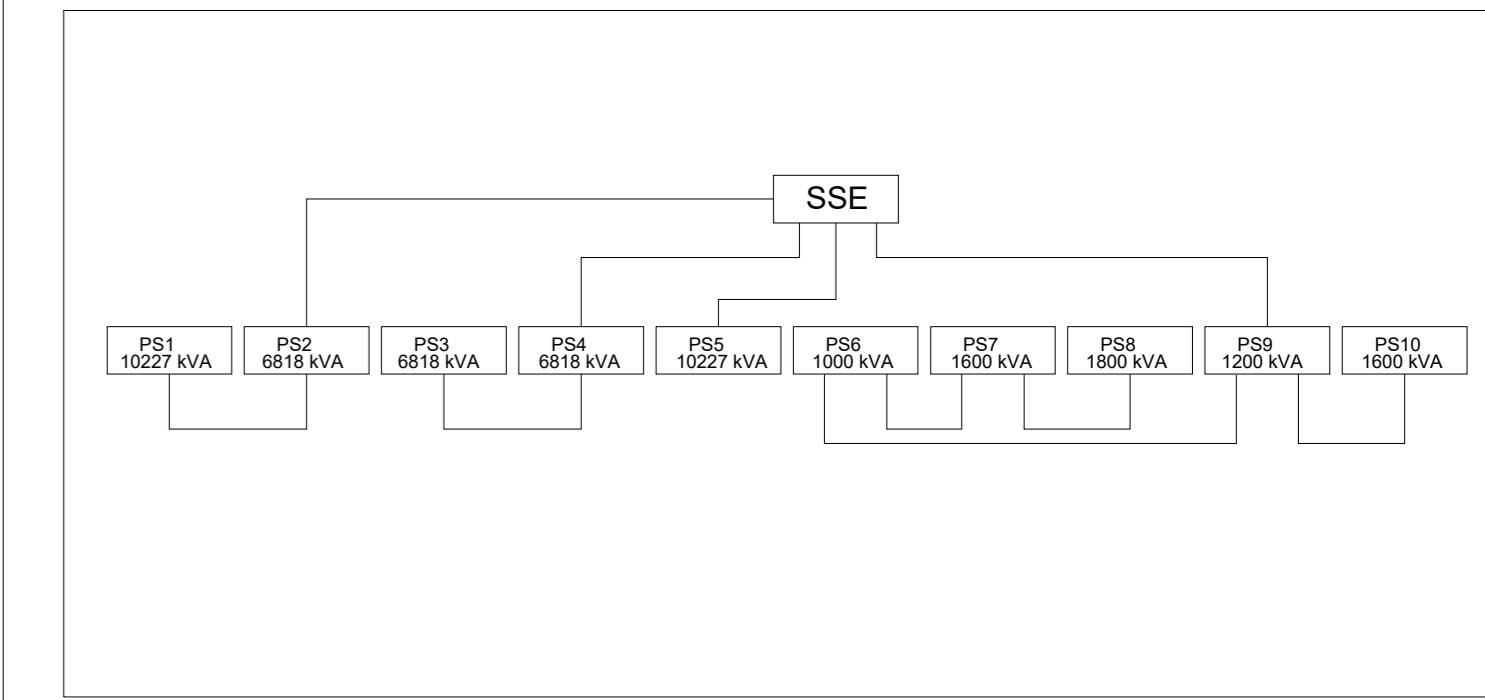 SSE
PS1
10227 kVA
PS2
6818 kVA
PS3
6818 kVA
PS4
6818 kVA
PS5
10227 kVA
PS6
1000 kVA
PS7
1600 kVA
PS8
1800 kVA
PS9
1200 kVA
PS10
1600 kVA